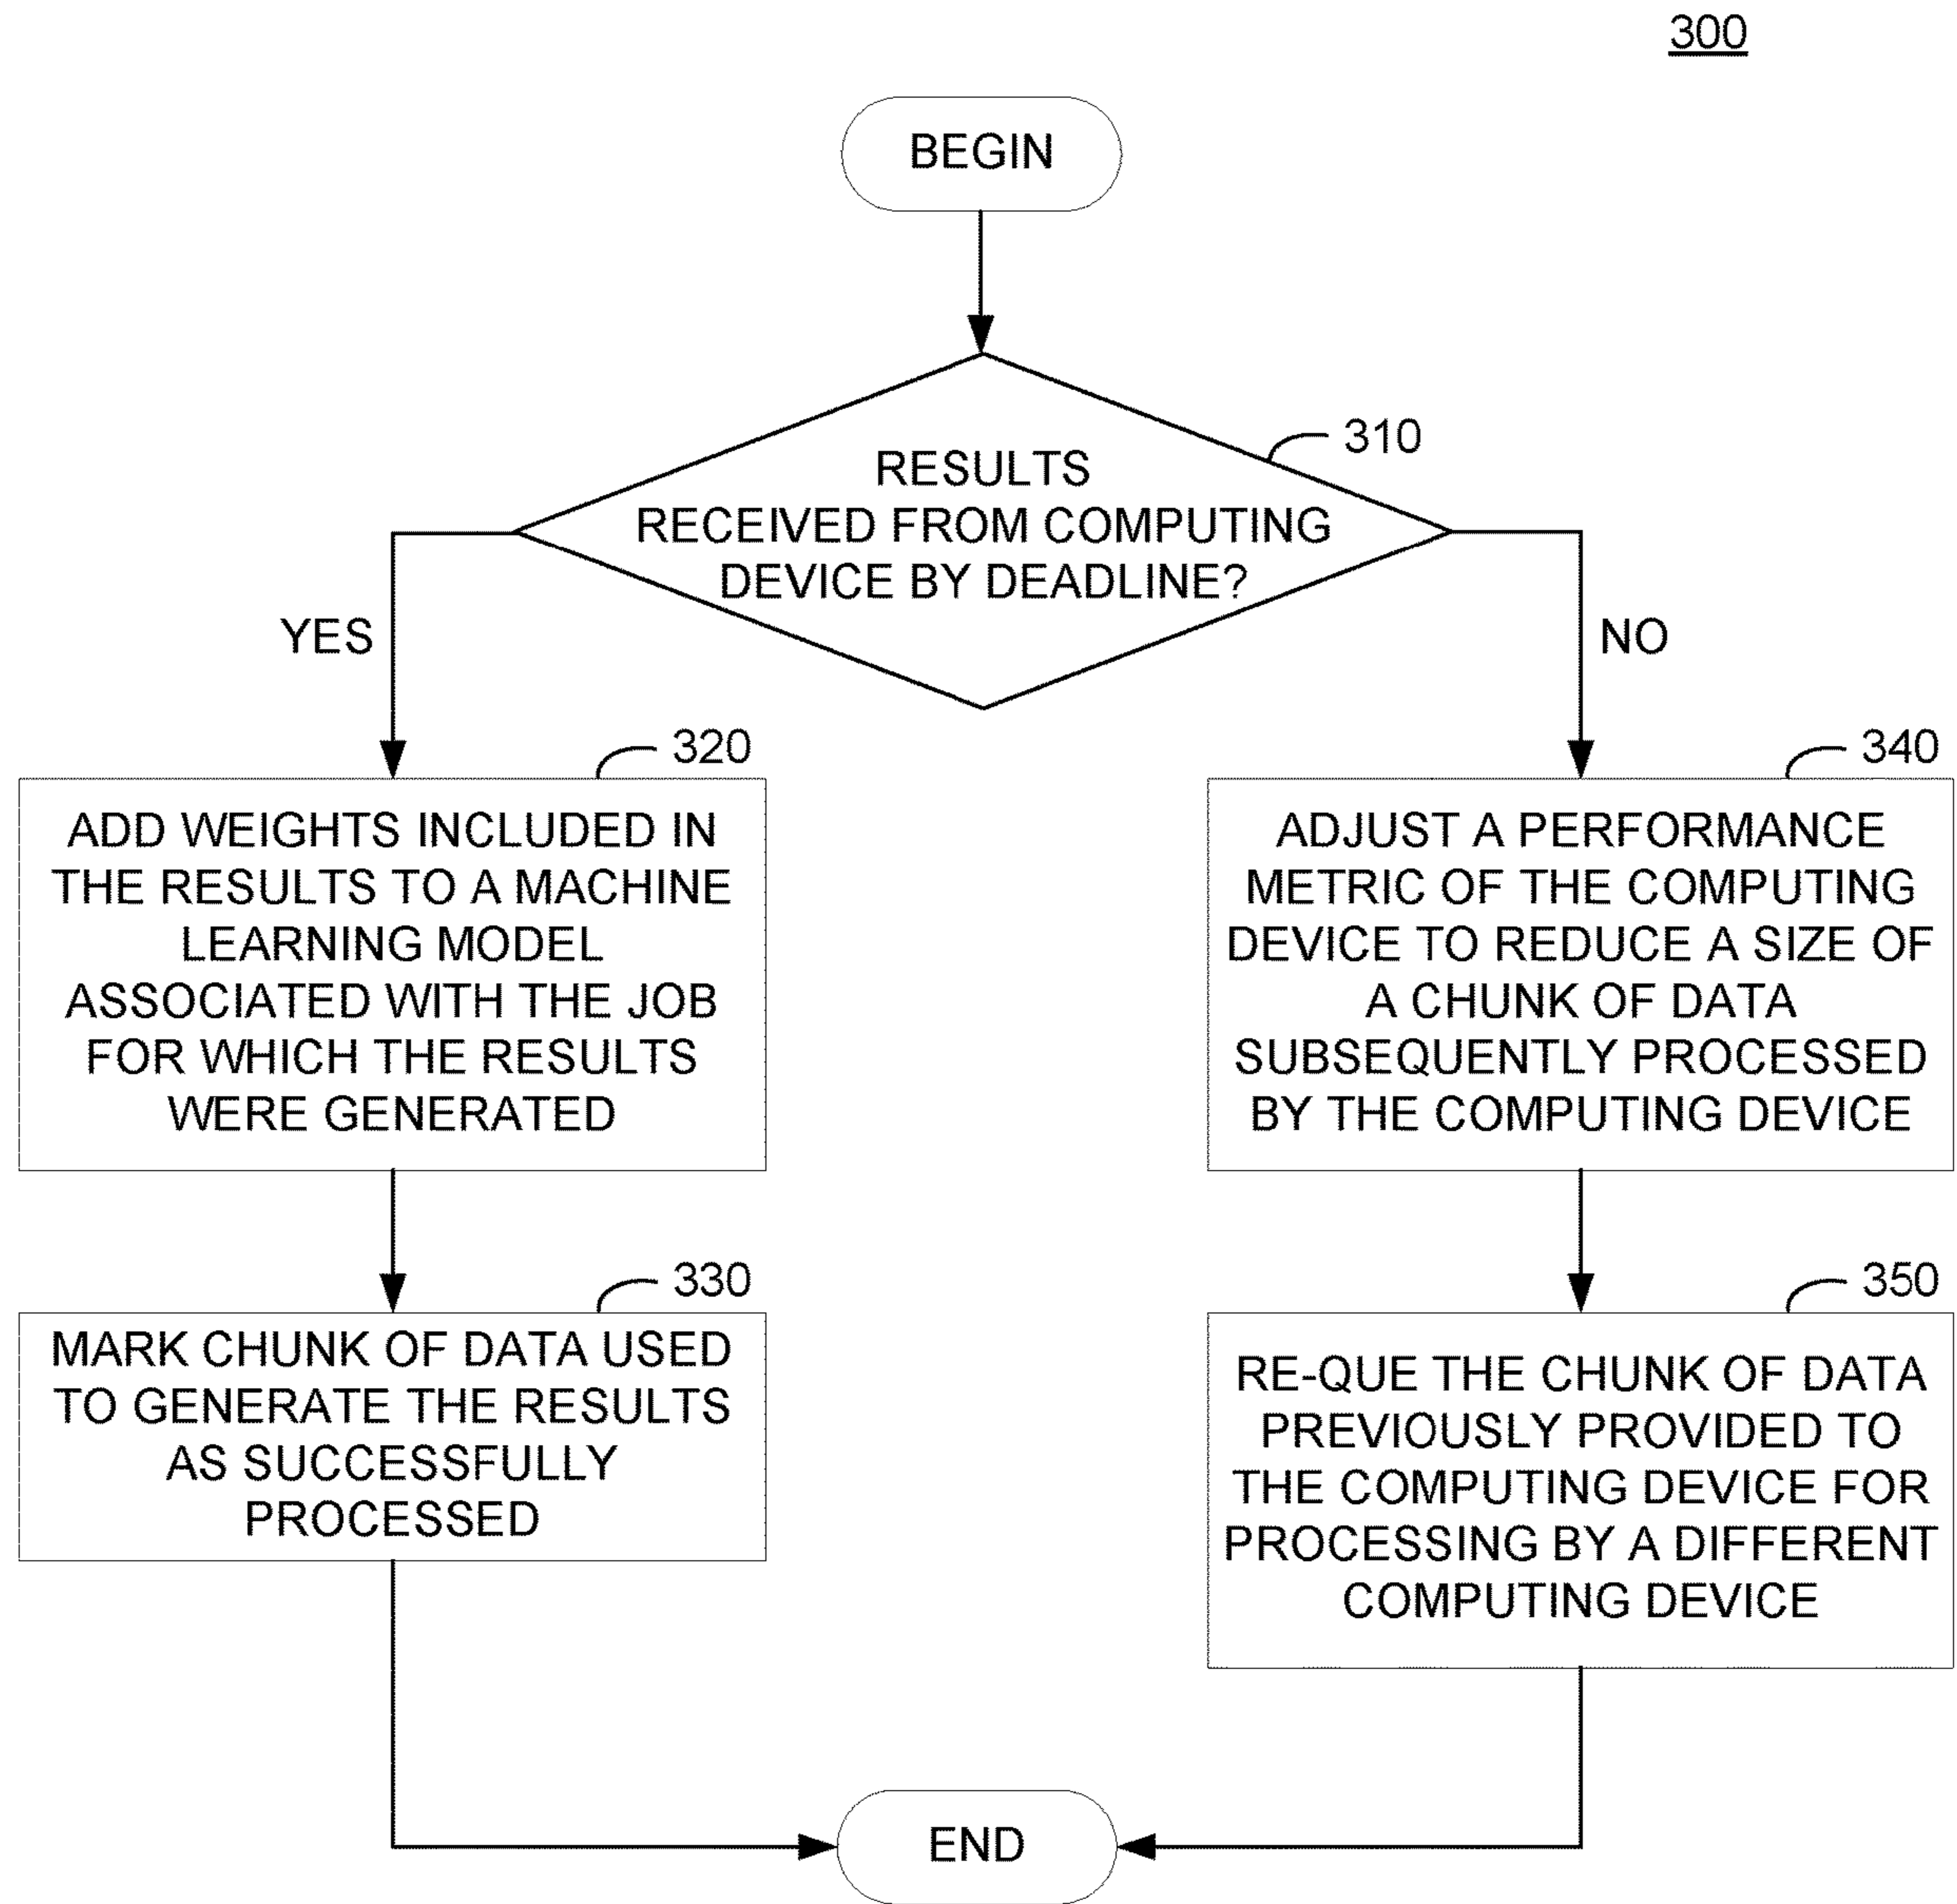 300
BEGIN
310
RESULTS
RECEIVED FROM COMPUTING
DEVICE BY DEADLINE?
YES
NO
320
ADD WEIGHTS INCLUDED IN
THE RESULTS TO A MACHINE
LEARNING MODEL
ASSOCIATED WITH THE JOB
FOR WHICH THE RESULTS
WERE GENERATED
340
ADJUST A PERFORMANCE
METRIC OF THE COMPUTING
DEVICE TO REDUCE A SIZE OF
A CHUNK OF DATA
SUBSEQUENTLY PROCESSED
BY THE COMPUTING DEVICE
330
MARK CHUNK OF DATA USED
TO GENERATE THE RESULTS
AS SUCCESSFULLY
PROCESSED
350
RE-QUE THE CHUNK OF DATA
PREVIOUSLY PROVIDED TO
THE COMPUTING DEVICE FOR
PROCESSING BY A DIFFERENT
COMPUTING DEVICE
END